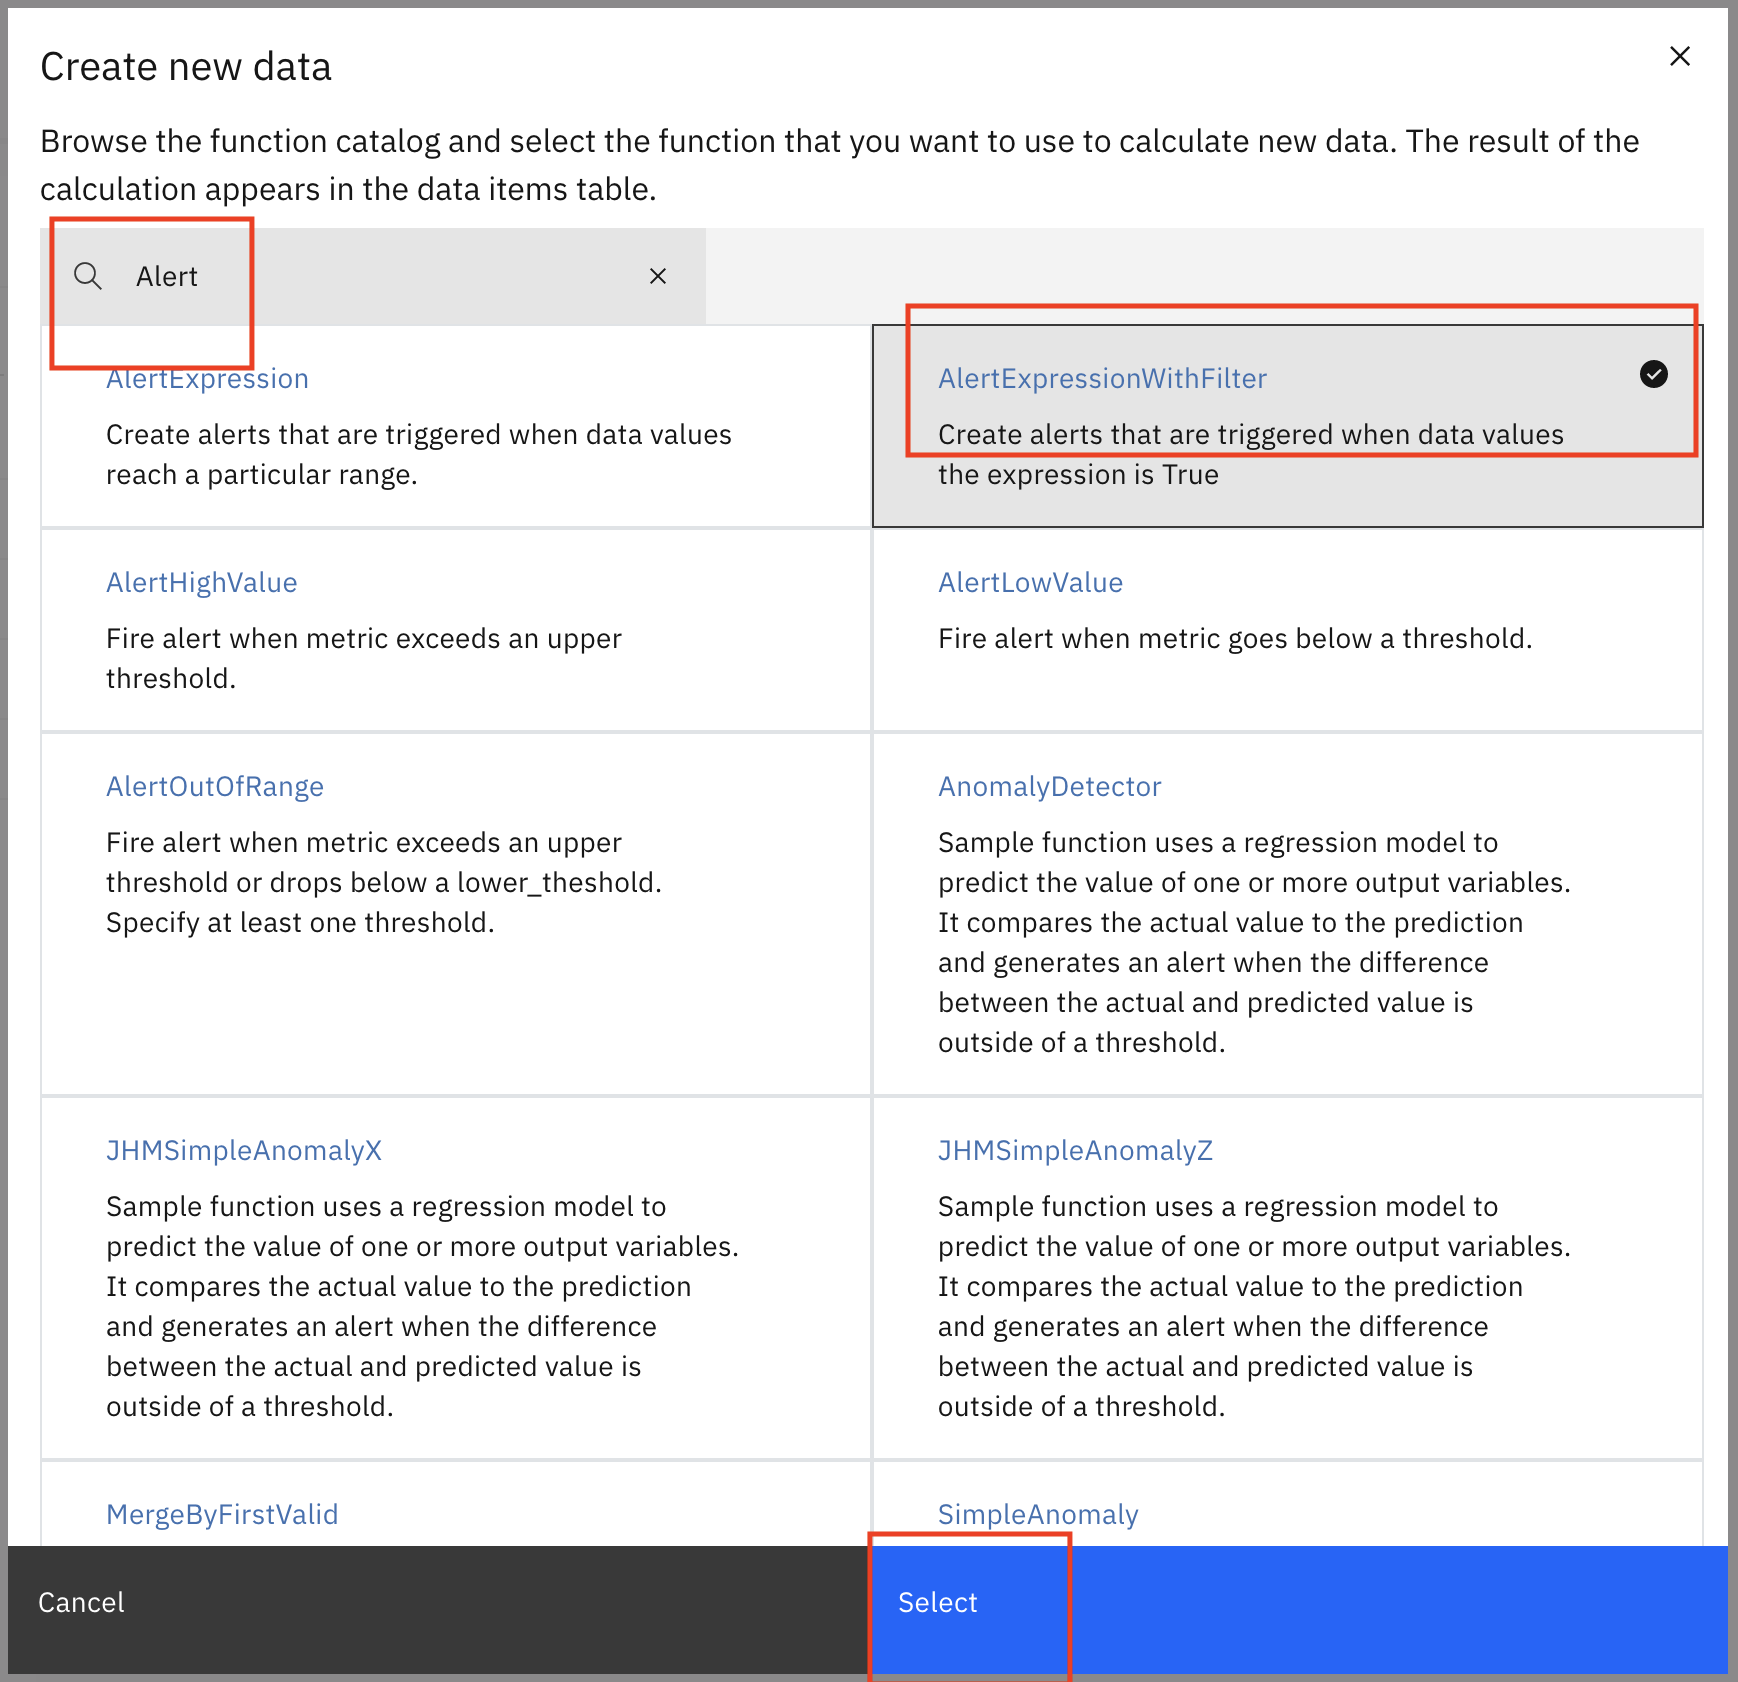 Create new data
Browse the function catalog and select the function that you want to use to calculate new data. The result of the
calculation appears in the data items table.
Alert
AlertExpression
Create alerts that are triggered when data values
reach a particular range.
AlertExpressionWithFilter
Create alerts that are triggered when data values
the expression is True
AlertHighValue
Fire alert when metric exceeds an upper
threshold.
AlertLowValue
Fire alert when metric goes below a threshold.
AlertOutOfRange
Fire alert when metric exceeds an upper
threshold or drops below a lower_theshold.
Specify at least one threshold.
AnomalyDetector
Sample function uses a regression model to
predict the value of one or more output variables.
It compares the actual value to the prediction
and generates an alert when the difference
between the actual and predicted value is
outside of a threshold.
JHMSimpleAnomalyX
Sample function uses a regression model to
predict the value of one or more output variables.
It compares the actual value to the prediction
and generates an alert when the difference
between the actual and predicted value is
outside of a threshold.
JHMSimpleAnomalyZ
Sample function uses a regression model to
predict the value of one or more output variables.
It compares the actual value to the prediction
and generates an alert when the difference
between the actual and predicted value is
outside of a threshold.
MergeByFirstValid
SimpleAnomaly
Cancel
Select